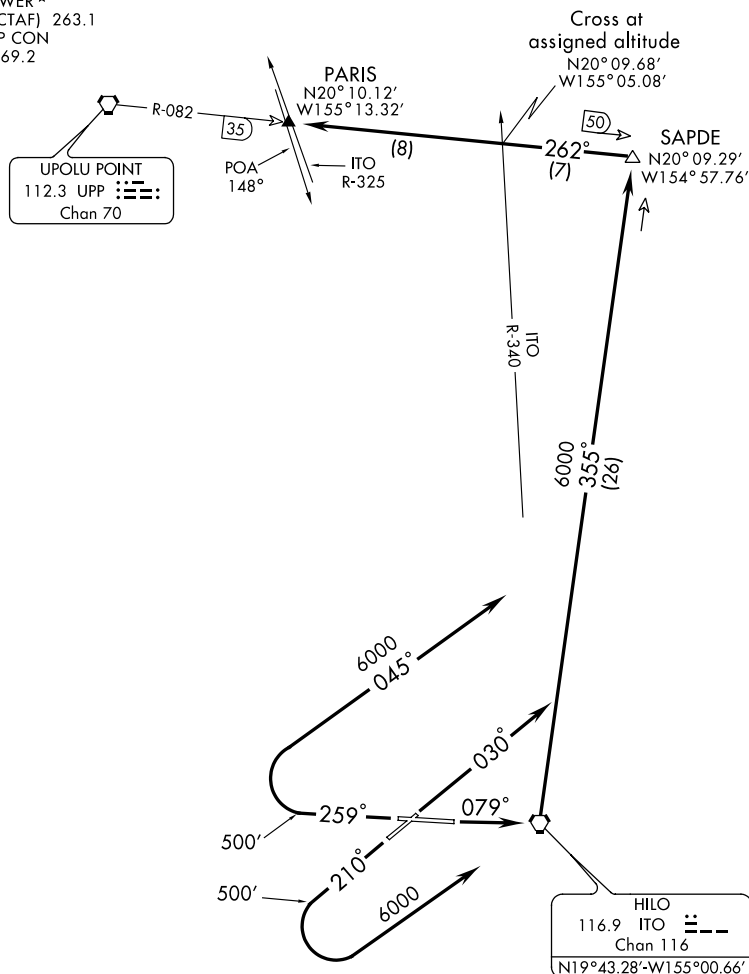 WER *
CTAF) 263.1
P CON
69.2
Cross at
assigned altitude
N20°09.68'
W155°05.08'
PARIS
N20°10.12'
W155°13.32'
R-082
35
50
SAPDE
N20°09.29'
W154°57.76'
(8)
262°
(7)
POA
148°
ITO
R-325
UPOLU POINT
112.3 UPP
Chan 70
ITO
R-340
6000
355°
(26)
6000
045°
030°
259°
079°
500'
210°
500'
6000
HILO
116.9 ITO
Chan 116
N19°43.28'-W155°00.66'